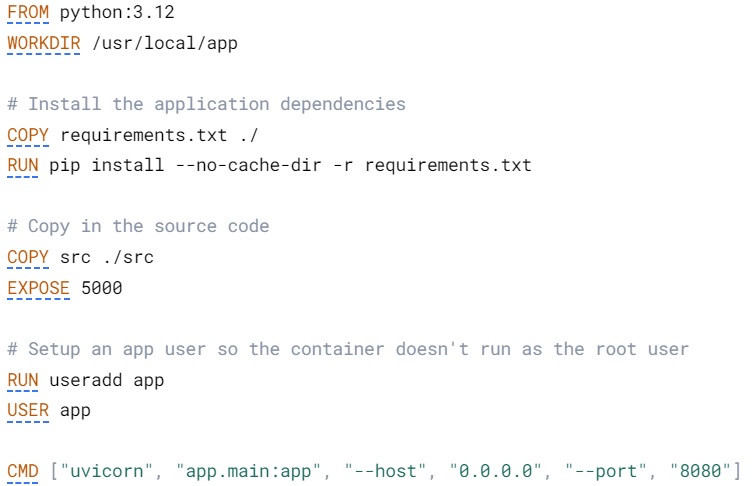 FROM python:3.12
WORKDIR /usr/local/app
# Install the application dependencies
COPY requirements.txt ./
RUN pip install --no-cache-dir -r requirements.txt
# Copy in the source code
COPY src ./src
EXPOSE 5000
# Setup an app user so the container doesn't run as the root user
RUN useradd app
USER app
CMD ["uvicorn", "app.main:app", "--host", "0.0.0.0", "--port", "8080"]